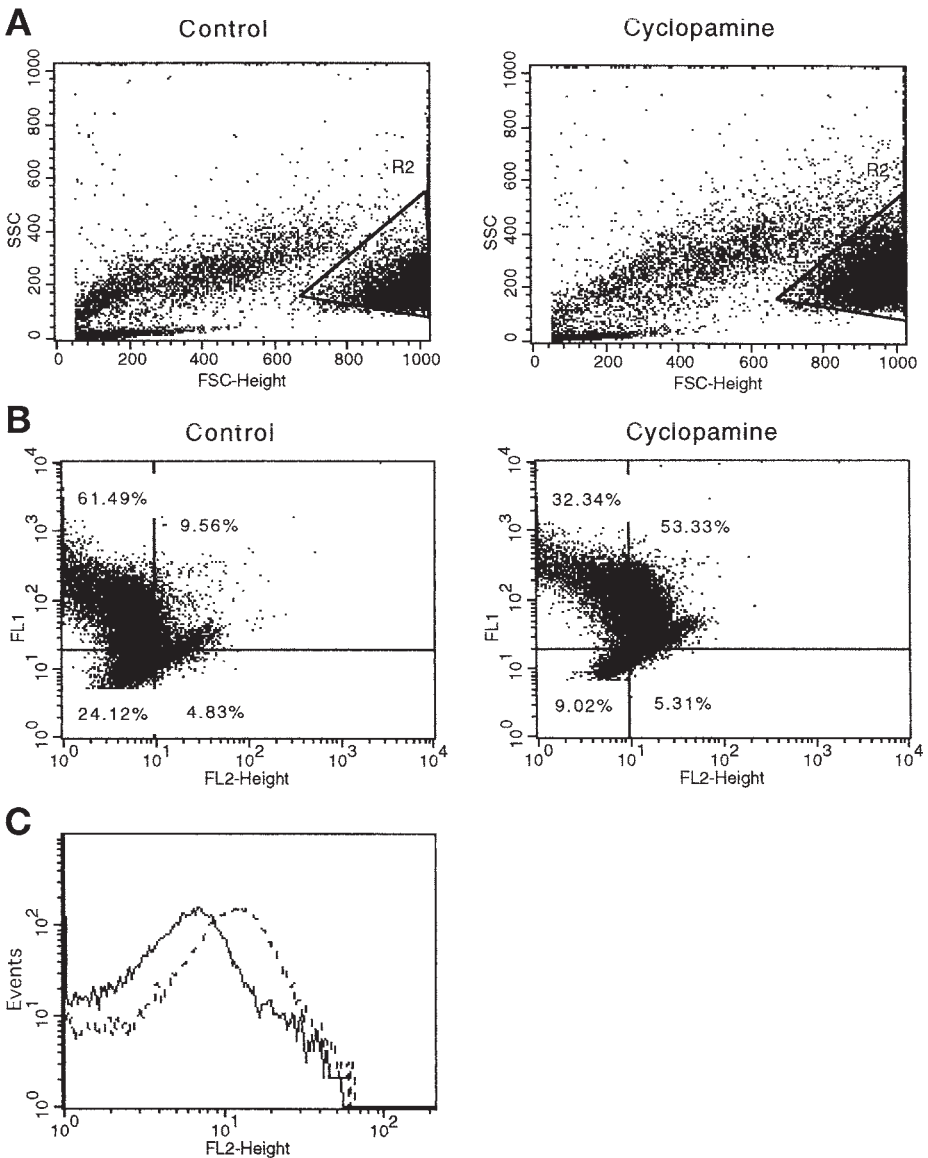 A
Control
Cyclopamine
1000
800
600
400
200
0
SSC
R2
0 200 400 600 800 1000
FSC-Height
1000
800
600
400
200
0
SSC
R2
0 200 400 600 800 1000
FSC-Height
B
Control
Cyclopamine
10^4
10^3
10^2
10^1
10^0
FL1
61.49%
9.56%
24.12%
4.83%
10^0 10^1 10^2 10^3 10^4
FL2-Height
10^4
10^3
10^2
10^1
10^0
FL1
32.34%
53.33%
9.02%
5.31%
10^0 10^1 10^2 10^3 10^4
FL2-Height
C
10^2
10^1
10^0
Events
10^0 10^1 10^2
FL2-Height